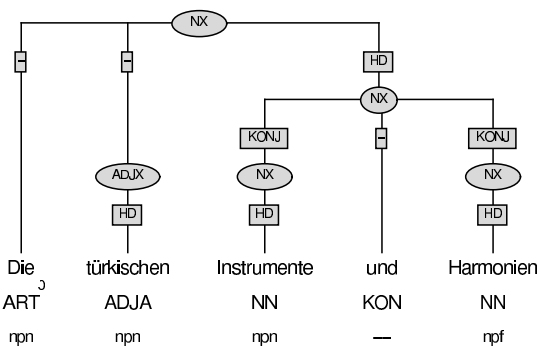 NX
– – HD
NX
KONJ – KONJ
ADJX NX NX
HD HD HD
Die türkischen Instrumente und Harmonien
ART ADJA NN KON NN
npn npn npn –– npf